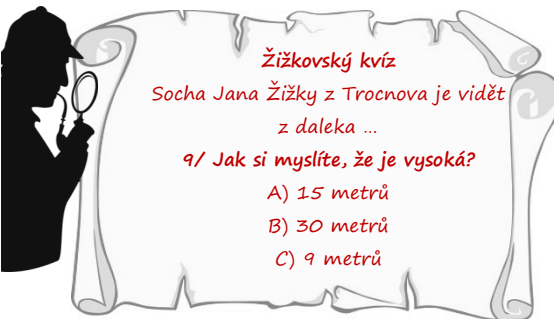 Žižkovský kvíz
Socha Jana Žižky z Trocnova je vidět
z daleka ...
9/ Jak si myslíte, že je vysoká?
A) 15 metrů
B) 30 metrů
C) 9 metrů